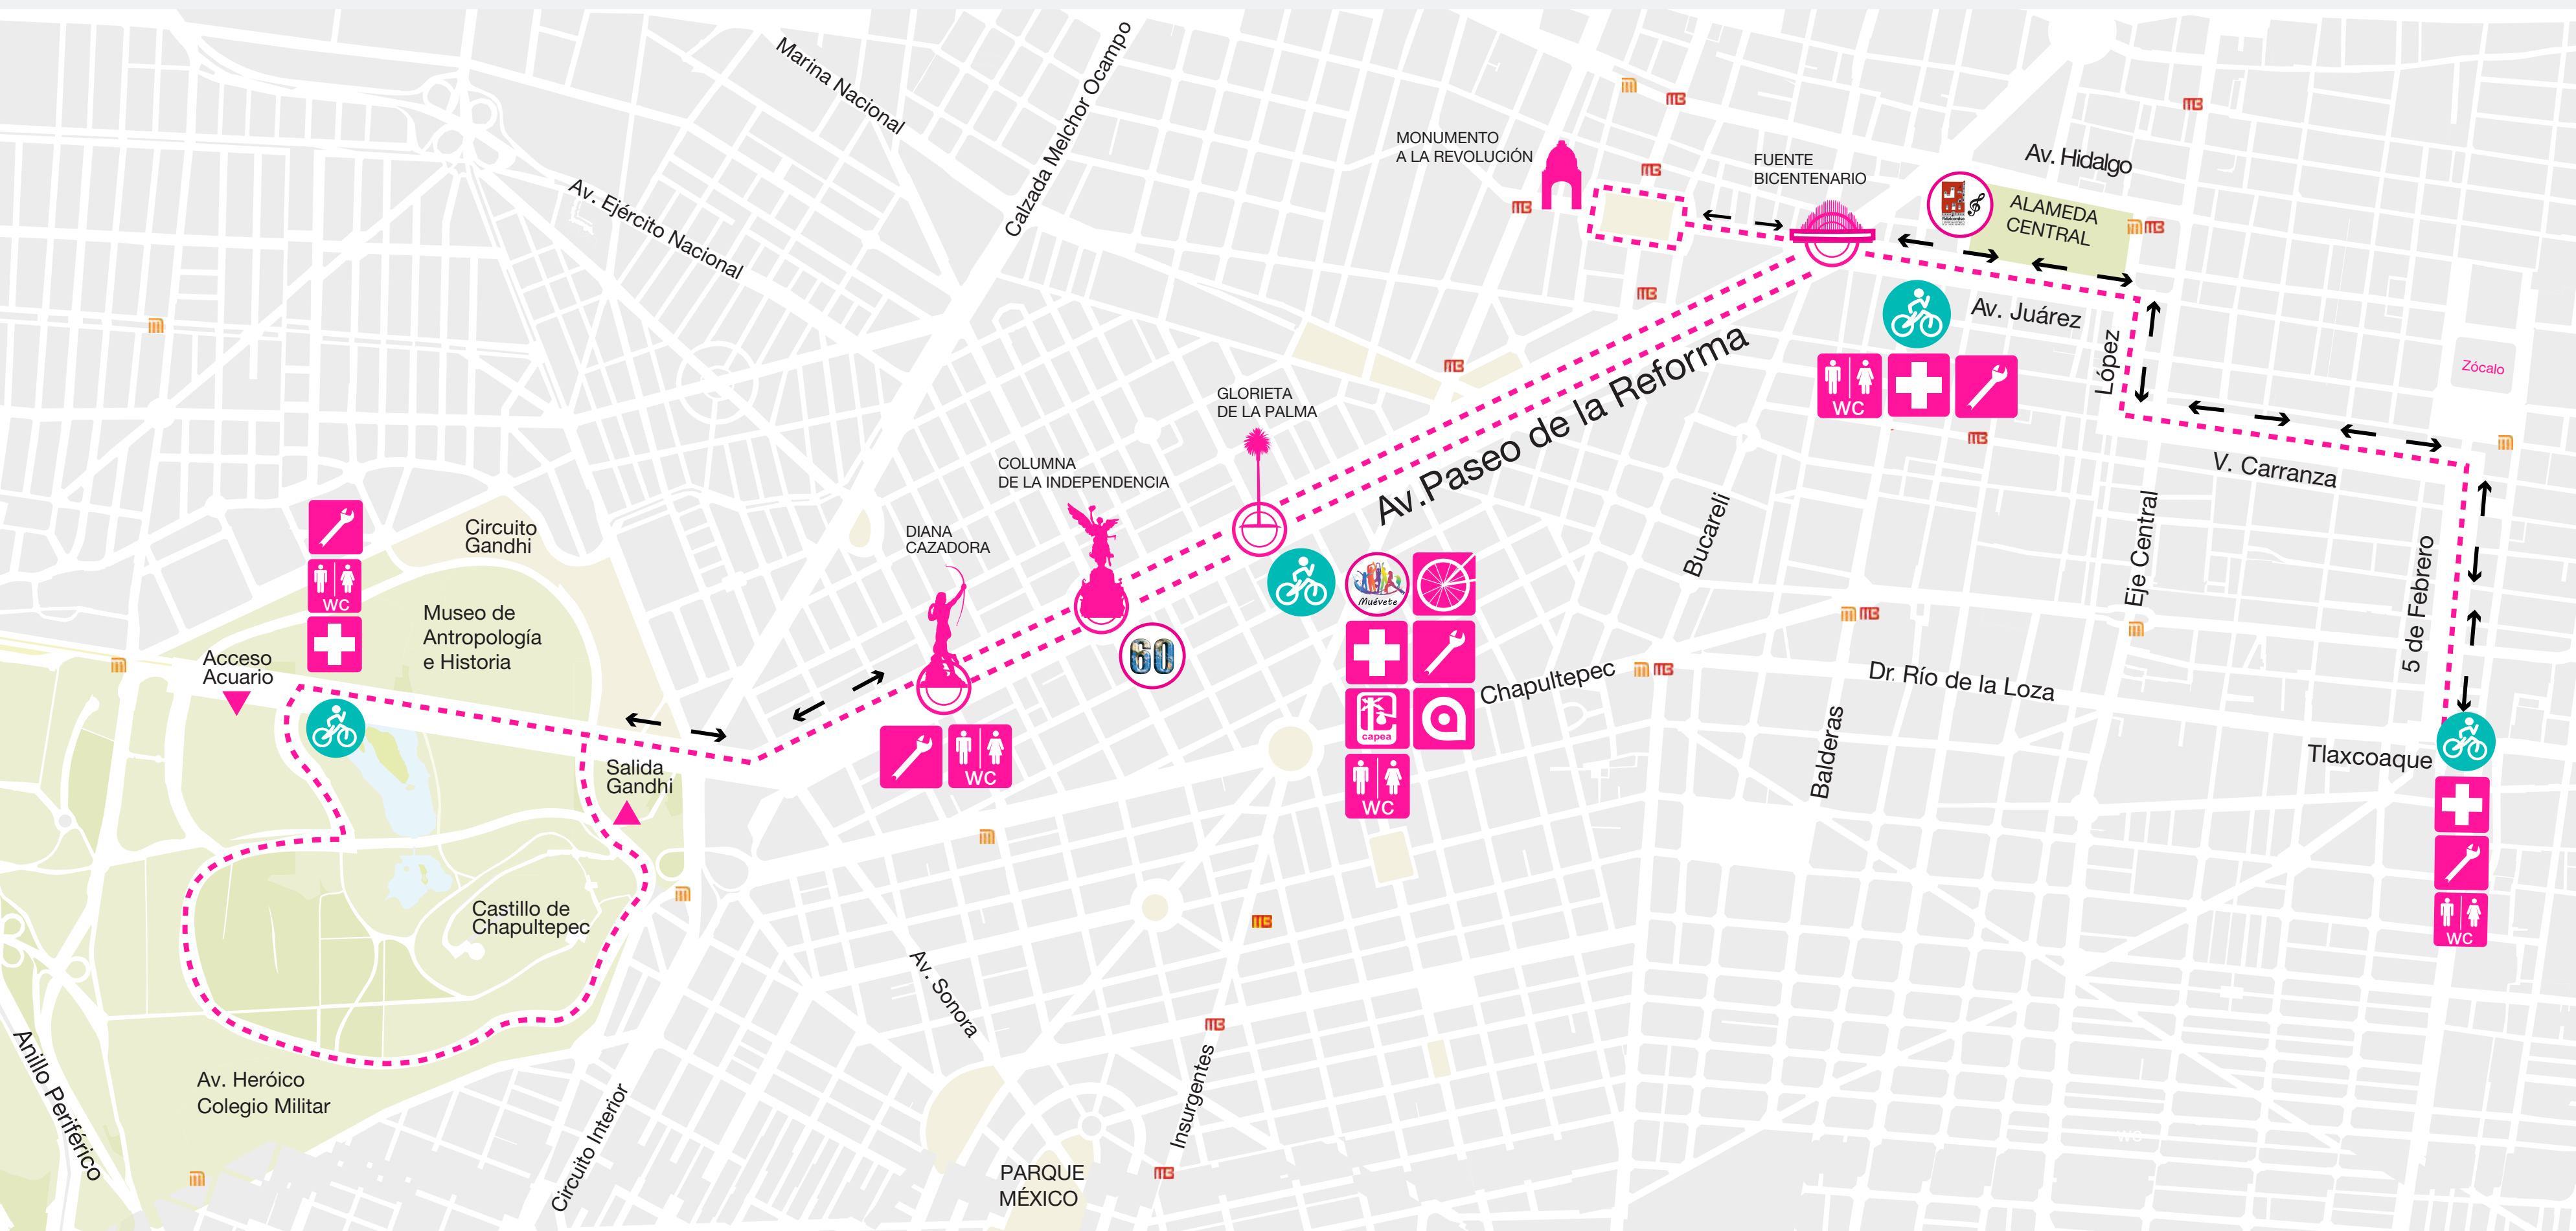 Marina Nacional
Calzada Melchor Ocampo
Av. Ejército Nacional
MONUMENTO
A LA REVOLUCIÓN
FUENTE
BICENTENARIO
Av. Hidalgo
ALAMEDA
CENTRAL
Av. Juárez
López
Zócalo
WC
V. Carranza
Av.Paseo de la Reforma
GLORIETA
DE LA PALMA
COLUMNA
DE LA INDEPENDENCIA
DIANA
CAZADORA
Circuito
Gandhi
WC
Museo de
Antropología
e Historia
Acceso
Acuario
Salida
Gandhi
WC
60
Muévete
capea
WC
Chapultepec
Bucareli
Balderas
Dr. Río de la Loza
Eje Central
5 de Febrero
Tlaxcoaque
WC
Castillo de
Chapultepec
Av. Heróico
Colegio Militar
Anillo Periférico
Circuito Interior
Av. Sonora
Insurgentes
PARQUE
MÉXICO
WC